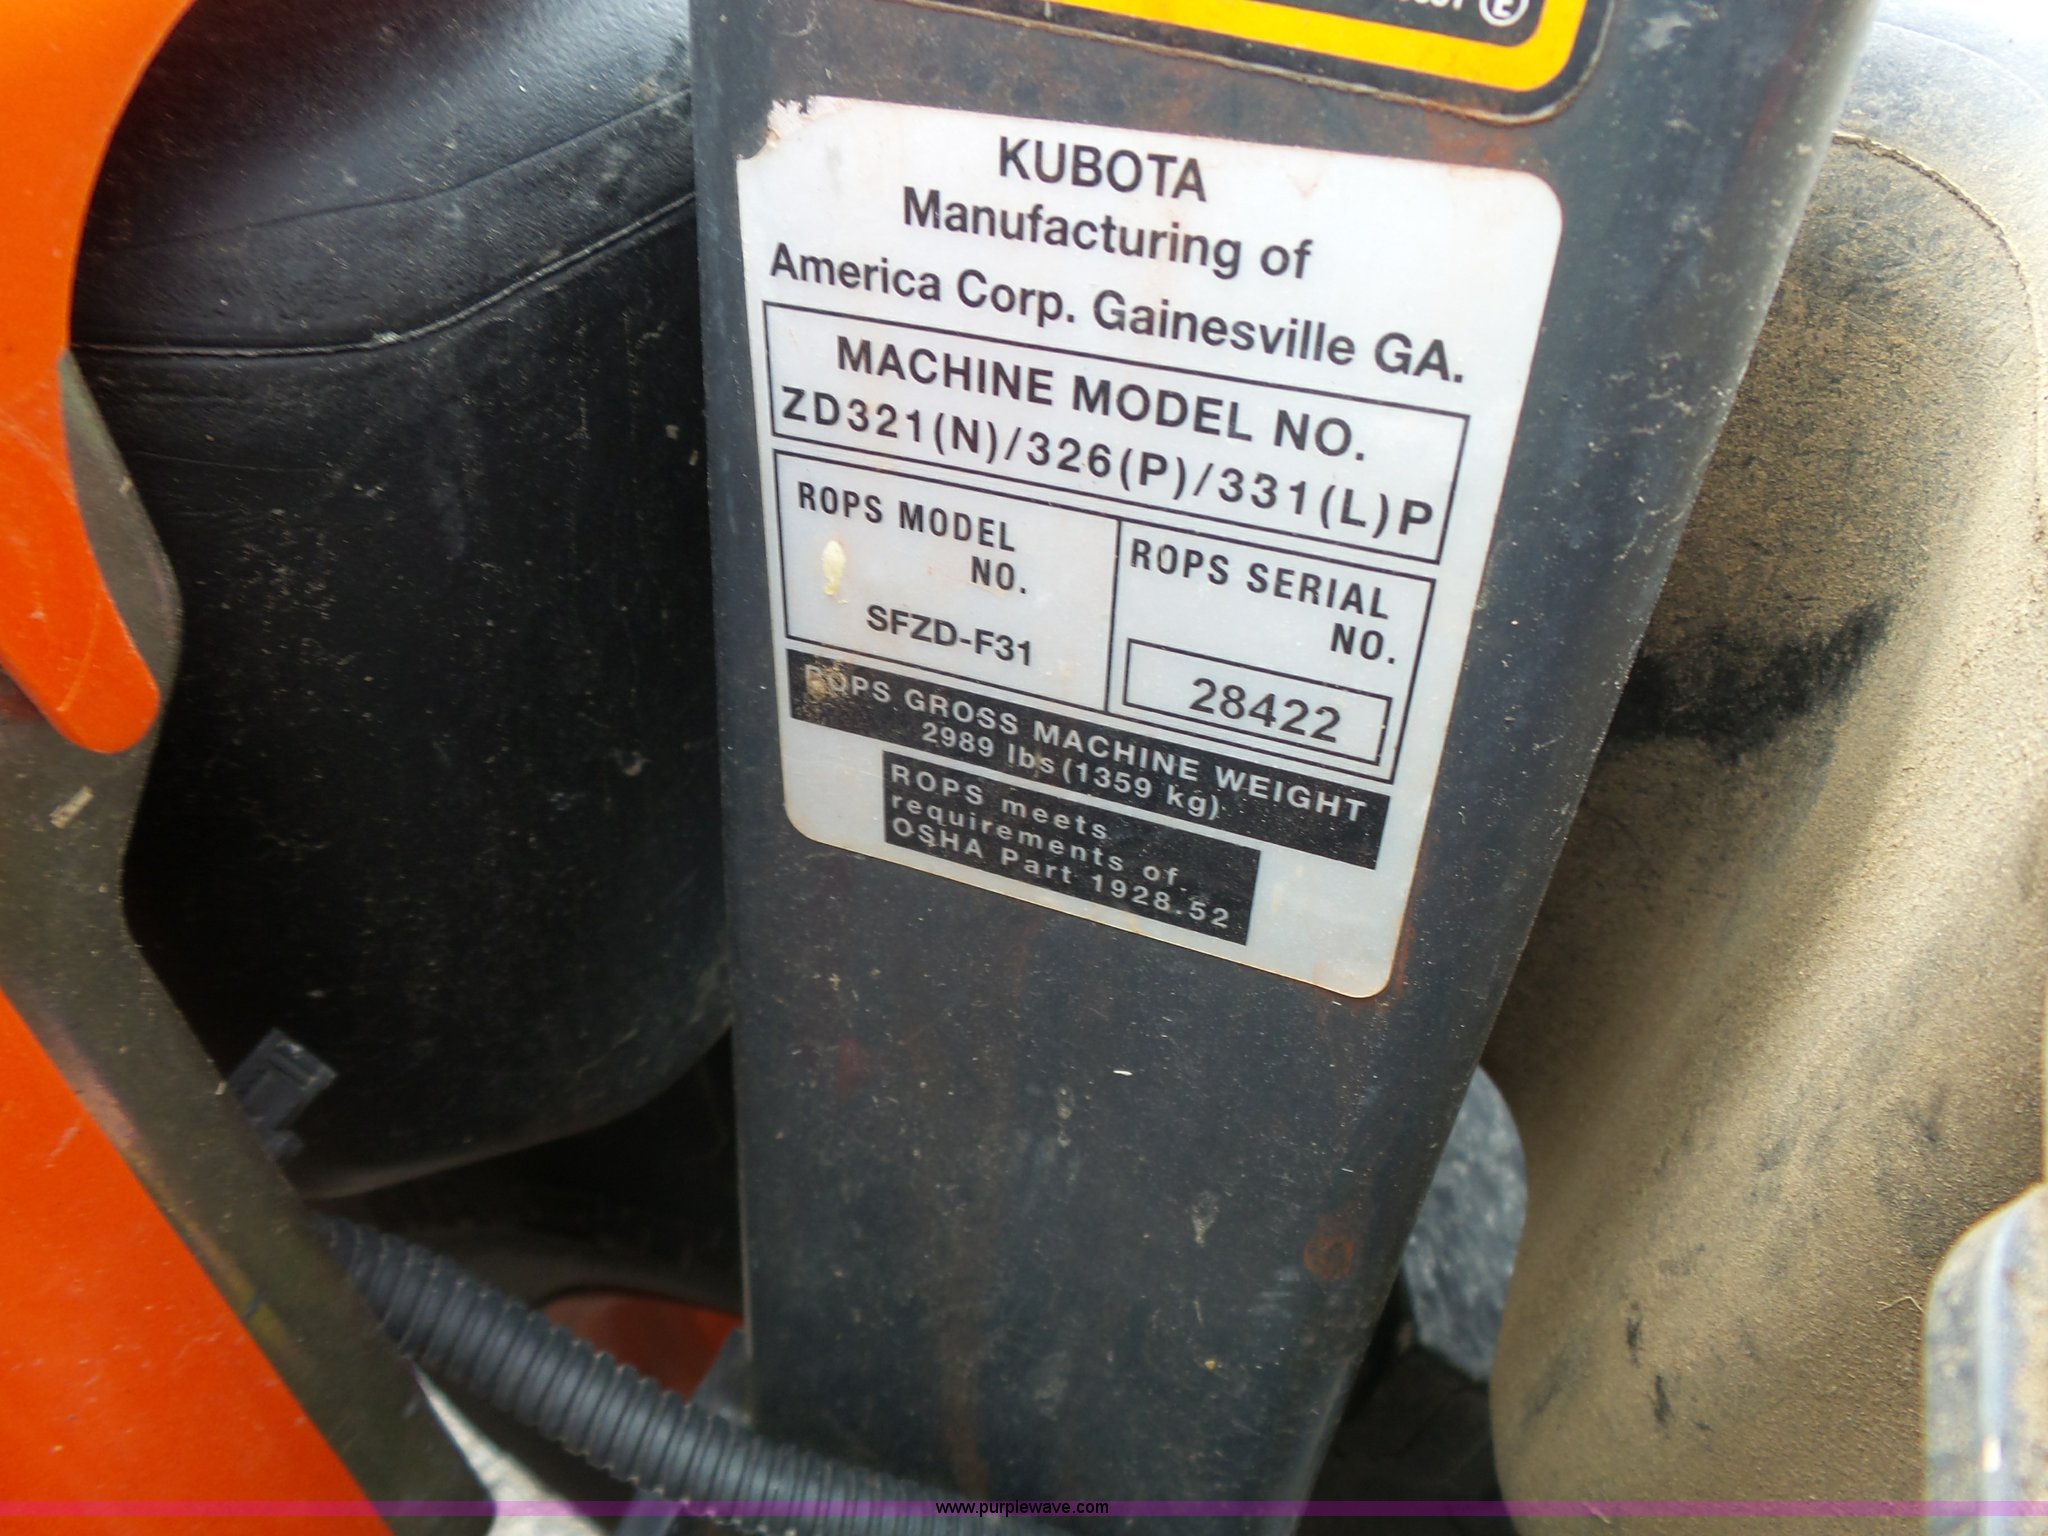 KUBOTA
Manufacturing of
America Corp. Gainesville GA.
MACHINE MODEL NO.
ZD321(N)/326(P)/331(L)P
ROPS MODEL
NO.
SFZD-F31
ROPS SERIAL
NO.
28422
ROPS GROSS MACHINE WEIGHT
2989 lbs(1359 kg)
ROPS meets
requirements of
OSHA Part 1928.52
www.purplewave.com